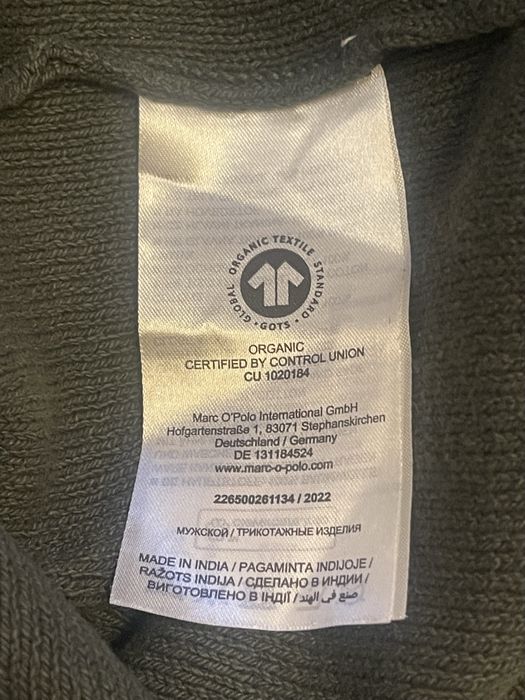 GLOBAL ORGANIC TEXTILE STANDARD
· GOTS ·
ORGANIC
CERTIFIED BY CONTROL UNION
CU 1020184
Marc O'Polo International GmbH
Hofgartenstraße 1, 83071 Stephanskirchen
Deutschland / Germany
DE 131184524
www.marc-o-polo.com
226500261134 / 2022
МУЖСКОЙ / ТРИКОТАЖНЫЕ ИЗДЕЛИЯ
MADE IN INDIA / PAGAMINTA INDIJOJE /
RAŽOTS INDIJA / СДЕЛАНО В ИНДИИ /
ВИГОТОВЛЕНО В ІНДІЇ / صنع في الهند